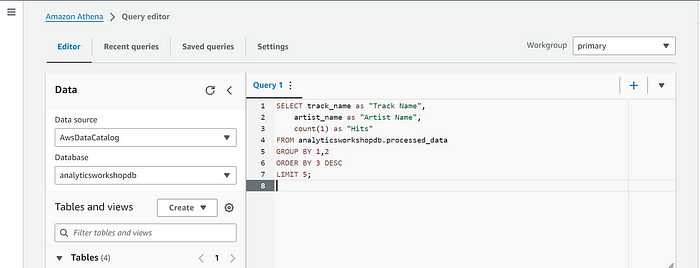 Amazon Athena > Query editor
Editor Recent queries Saved queries Settings
Workgroup primary
Data
Data source
AwsDataCatalog
Database
analyticsworkshopdb
Tables and views Create
Filter tables and views
Tables (4) 1
Query 1
1 SELECT track_name as "Track Name",
2 artist_name as "Artist Name",
3 count(1) as "Hits"
4 FROM analyticsworkshopdb.processed_data
5 GROUP BY 1,2
6 ORDER BY 3 DESC
7 LIMIT 5;
8